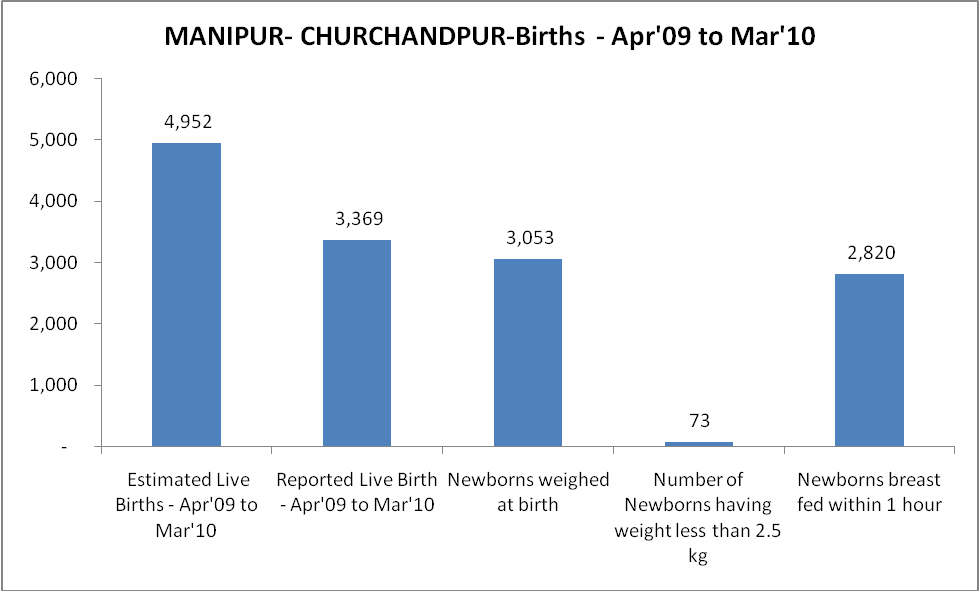 MANIPUR- CHURCHANDPUR-Births - Apr'09 to Mar'10
6,000
5,000
4,000
3,000
2,000
1,000
-
4,952
3,369
3,053
73
2,820
Estimated Live
Births - Apr'09 to
Mar'10
Reported Live Birth
- Apr'09 to Mar'10
Newborns weighed
at birth
Number of
Newborns having
weight less than 2.5
kg
Newborns breast
fed within 1 hour